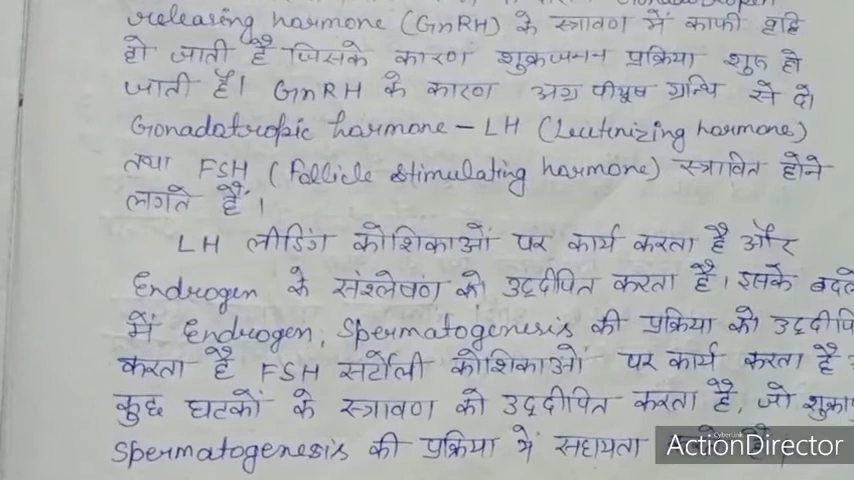 releasing harmone (GnRH) के स्त्रावण में काफी वृद्धि
हो जाती है जिसके कारण शुक्रजनन प्रक्रिया शुरू हो
जाती है। GnRH के कारण अग्र पीयूष ग्रन्थि से दो
Gonadotropic harmone - LH (Leutinizing harmone)
तथा FSH (Follicle stimulating harmone) स्त्रावित होने
लगते हैं।
LH लीडिंग कोशिकाओं पर कार्य करता है और
Endrogen के संश्लेषण को उद्दीपित करता है। इसके बदले
में Endrogen, Spermatogenesis की प्रक्रिया को उद्दीपि
करता है FSH सर्टोली कोशिकाओं पर कार्य करता है
कुछ घटकों के स्त्रावण को उद्दीपित करता है, जो शुक्राणु
Spermatogenesis की प्रक्रिया में सहायता
CyberLink
ActionDirector